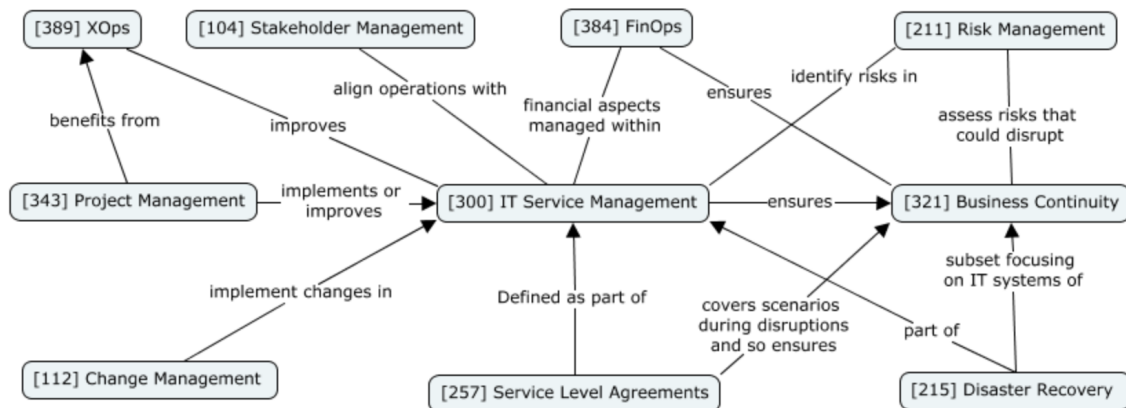 [389] XOps
[104] Stakeholder Management
[384] FinOps
[211] Risk Management
identify risks in
align operations with
ensures
financial aspects
managed within
benefits from
improves
assess risks that
could disrupt
[343] Project Management
implements or
improves
[300] IT Service Management
ensures
[321] Business Continuity
subset focusing
on IT systems of
implement changes in
Defined as part of
covers scenarios
during disruptions
and so ensures
part of
[112] Change Management
[257] Service Level Agreements
[215] Disaster Recovery